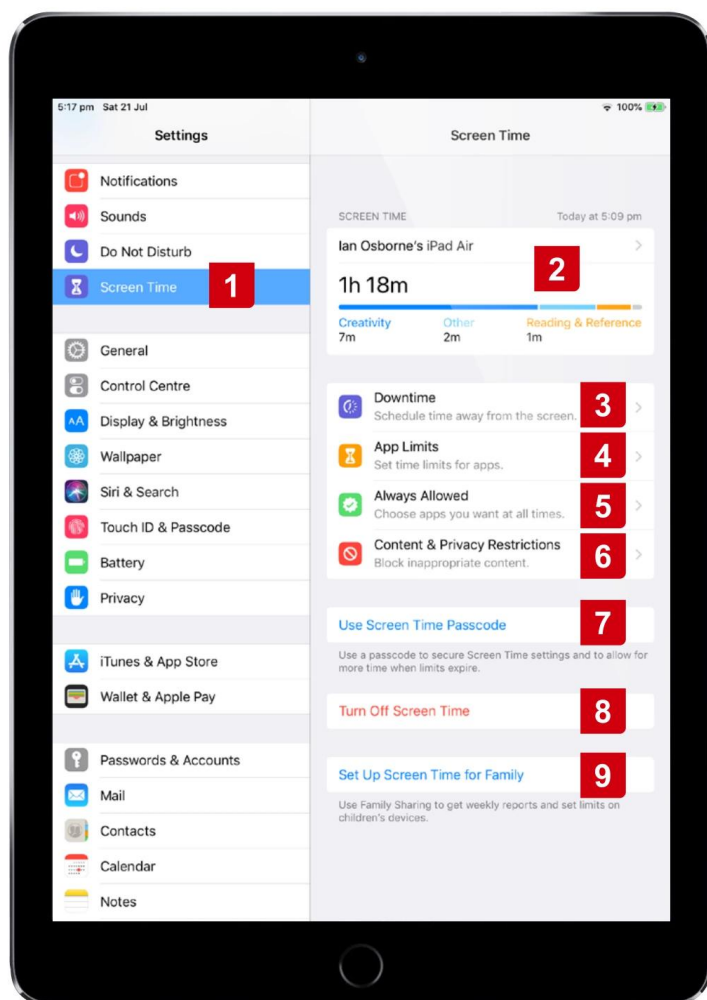 5:17 pm Sat 21 Jul
100%
Settings
Notifications
Sounds
Do Not Disturb
Screen Time
1
General
Control Centre
AA
Display & Brightness
Wallpaper
Siri & Search
Touch ID & Passcode
Battery
Privacy
iTunes & App Store
Wallet & Apple Pay
Passwords & Accounts
Mail
Contacts
Calendar
Notes
Screen Time
SCREEN TIME
Today at 5:09 pm
Ian Osborne's iPad Air
2
1h 18m
Creativity Other Reading & Reference
7m 2m 1m
Downtime
Schedule time away from the screen.
3
App Limits
Set time limits for apps.
4
Always Allowed
Choose apps you want at all times.
5
Content & Privacy Restrictions
Block inappropriate content.
6
Use Screen Time Passcode
7
Use a passcode to secure Screen Time settings and to allow for
more time when limits expire.
Turn Off Screen Time
8
Set Up Screen Time for Family
9
Use Family Sharing to get weekly reports and set limits on
children's devices.